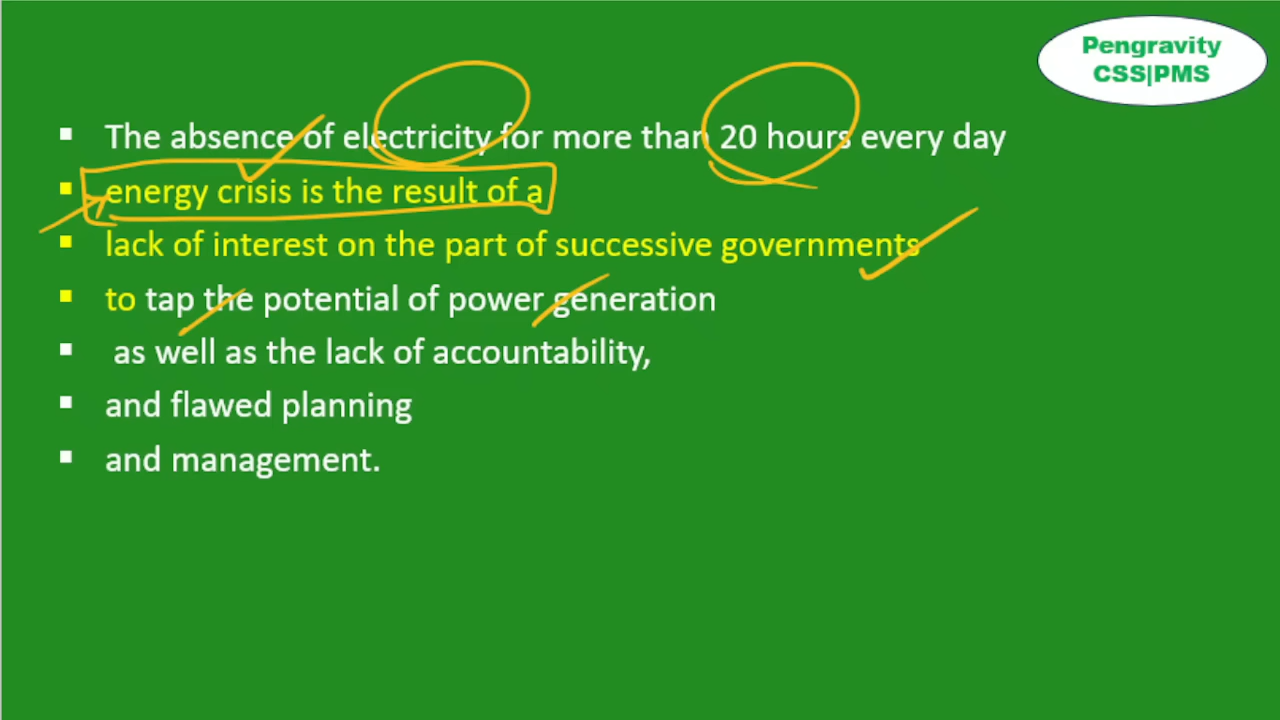 Pengravity
CSS|PMS
▪ The absence of electricity for more than 20 hours every day
▪ energy crisis is the result of a
▪ lack of interest on the part of successive governments
▪ to tap the potential of power generation
▪ as well as the lack of accountability,
▪ and flawed planning
▪ and management.